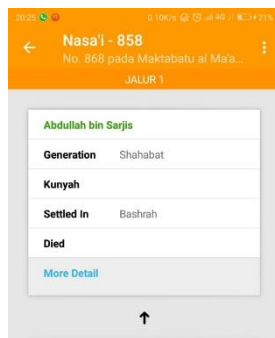 20:25 0.10K/s 4G 21%
Nasa'i - 858
No. 868 pada Maktabatu al Ma'a...
JALUR 1
Abdullah bin Sarjis
Generation Shahabat
Kunyah
Settled In Bashrah
Died
More Detail